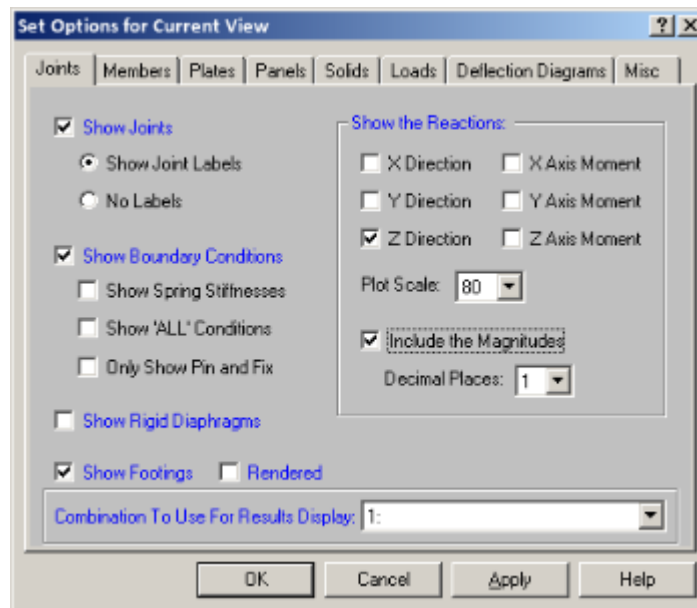 Set Options for Current View
Joints Members Plates Panels Solids Loads Deflection Diagrams Misc
Show Joints
Show Joint Labels
No Labels
Show Boundary Conditions
Show Spring Stiffnesses
Show 'ALL' Conditions
Only Show Pin and Fix
Show Rigid Diaphragms
Show Footings Rendered
Show the Reactions:
X Direction X Axis Moment
Y Direction Y Axis Moment
Z Direction Z Axis Moment
Plot Scale: 80
Include the Magnitudes
Decimal Places: 1
Combination To Use For Results Display: 1:
OK Cancel Apply Help